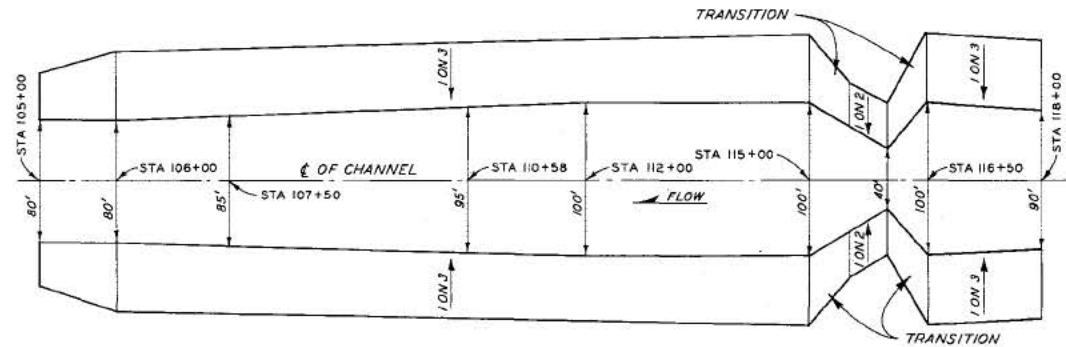 TRANSITION
1 ON 3
1 ON 2
1 ON 3
STA 105+00
STA 106+00
℄ OF CHANNEL
STA 110+58
STA 112+00
STA 115+00
STA 116+50
STA 118+00
STA 107+50
FLOW
80'
80'
85'
95'
100'
100'
40'
100'
90'
1 ON 3
1 ON 2
1 ON 3
TRANSITION